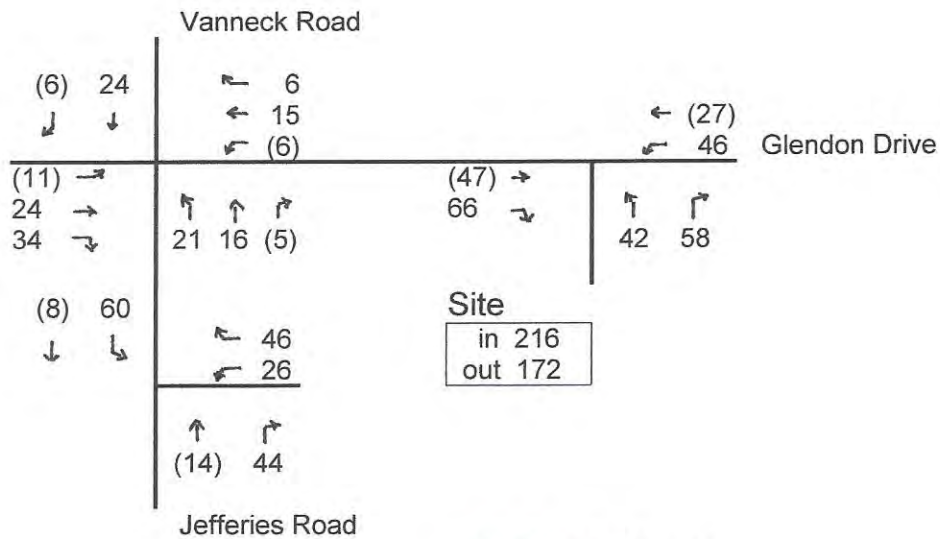 Vanneck Road
(6) 24
6
15
(6)
(27)
46
Glendon Drive
(11)
24
34
21 16 (5)
(47)
66
42 58
(8) 60
46
26
Site
in 216
out 172
(14) 44
Jefferies Road